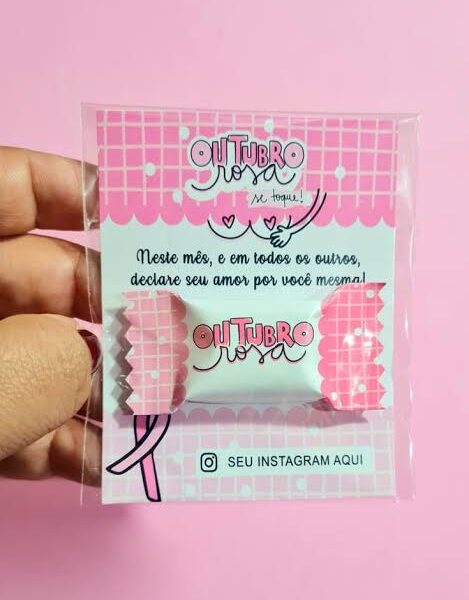 OUTUBRO
rosa
se toque!
Neste mês, e em todos os outros,
declare seu amor por você mesma!
OUTUBRO
rosa
SEU INSTAGRAM AQUI